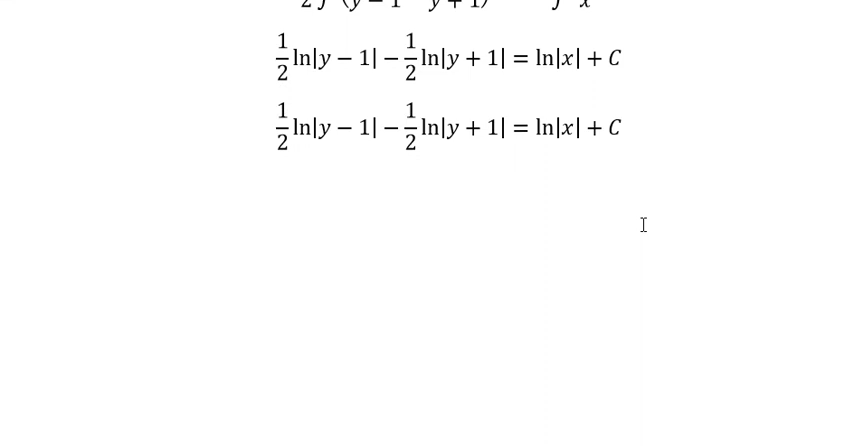 1/2 ln|y − 1| − 1/2 ln|y + 1| = ln|x| + C
1/2 ln|y − 1| − 1/2 ln|y + 1| = ln|x| + C